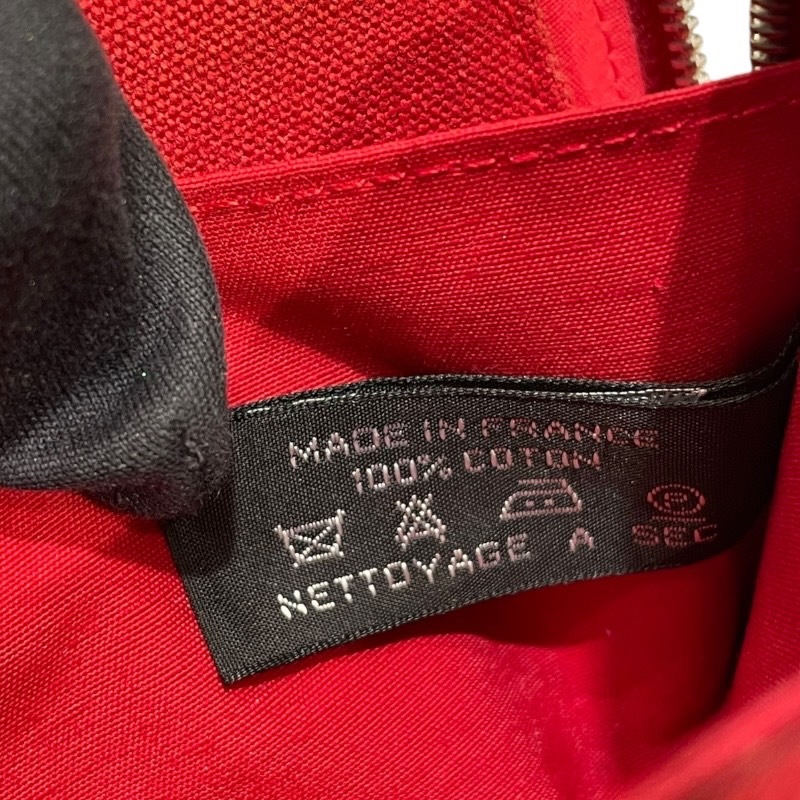 MADE IN FRANCE
100% COTON
P
NETTOYAGE A SEC